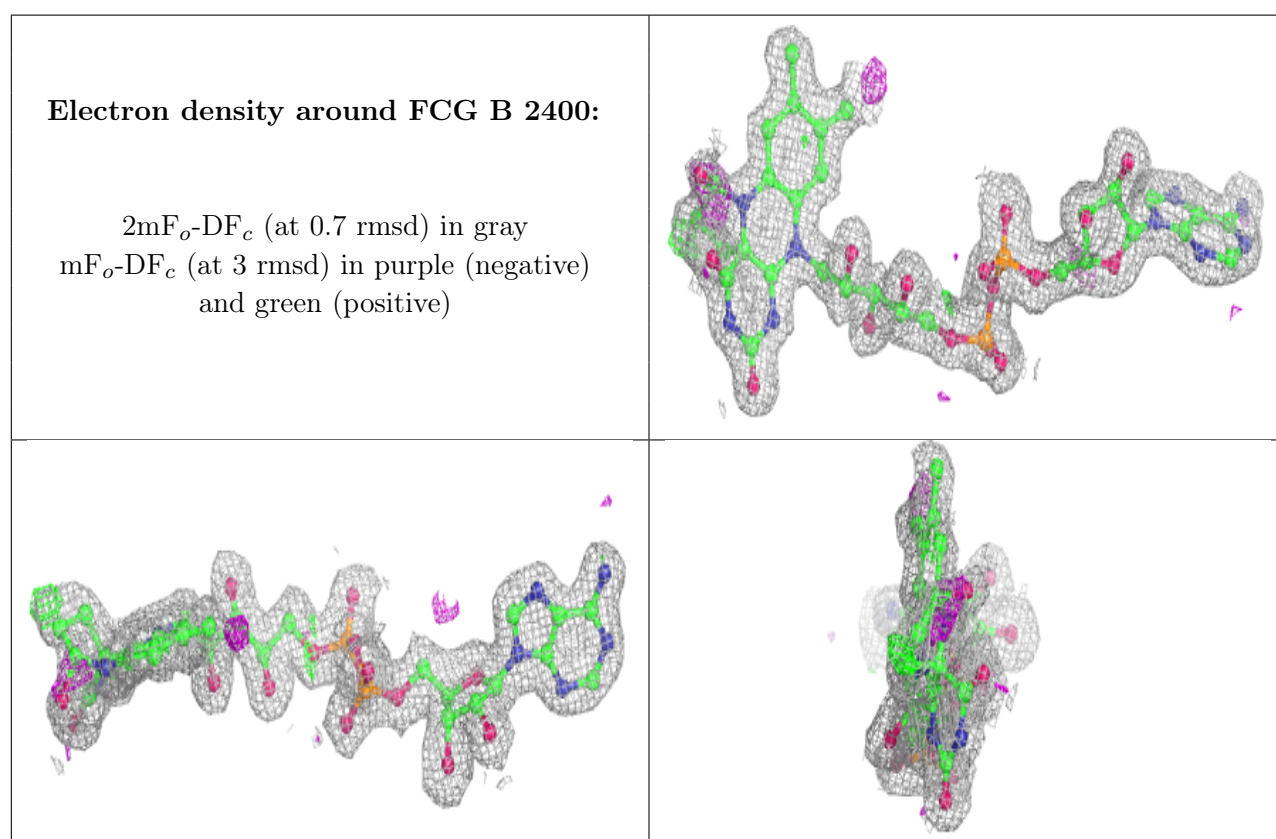 Electron density around FCG B 2400:
2mFₒ-DF𝒸 (at 0.7 rmsd) in gray
mFₒ-DF𝒸 (at 3 rmsd) in purple (negative)
and green (positive)